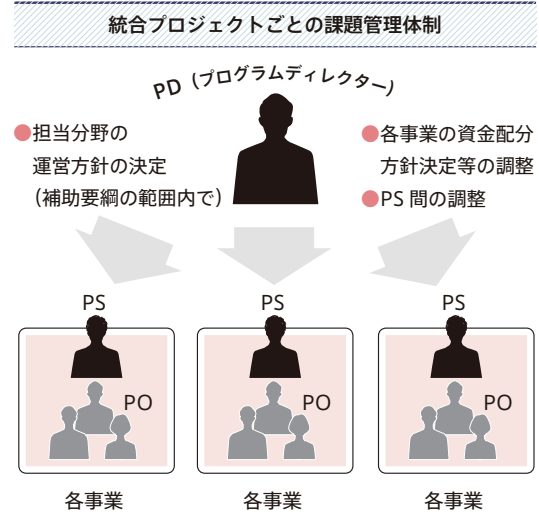 統合プロジェクトごとの課題管理体制
PD（プログラムディレクター）
●担当分野の
運営方針の決定
（補助要綱の範囲内で）
●各事業の資金配分
方針決定等の調整
●PS 間の調整
PS
PS
PS
PO
PO
PO
各事業
各事業
各事業